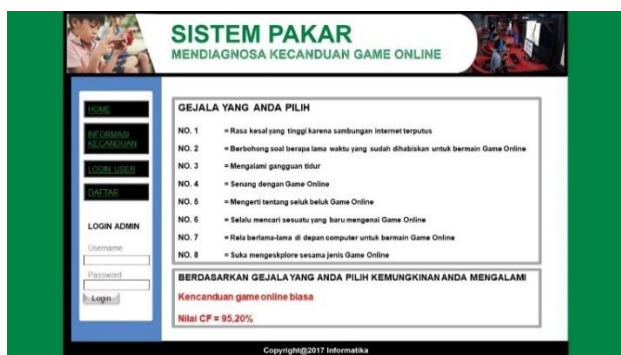 SISTEM PAKAR
MENDIAGNOSA KECANDUAN GAME ONLINE
HOME
INFORMASI
KECANDUAN
LOGIN USER
DAFTAR
LOGIN ADMIN
Username
Password
Login
GEJALA YANG ANDA PILIH
NO. 1 = Rasa kesal yang tinggi karena sambungan internet terputus
NO. 2 = Berbohong soal berapa lama waktu yang sudah dihabiskan untuk bermain Game Online
NO. 3 = Mengalami gangguan tidur
NO. 4 = Senang dengan Game Online
NO. 5 = Mengerti tentang seluk beluk Game Online
NO. 6 = Selalu mencari sesuatu yang baru mengenai Game Online
NO. 7 = Rela berlama-lama di depan computer untuk bermain Game Online
NO. 8 = Suka mengeskplore sesama jenis Game Online
BERDASARKAN GEJALA YANG ANDA PILIH KEMUNGKINAN ANDA MENGALAMI
Kencanduan game online biasa
Nilai CF = 95,20%
Copyright@2017 Informatika